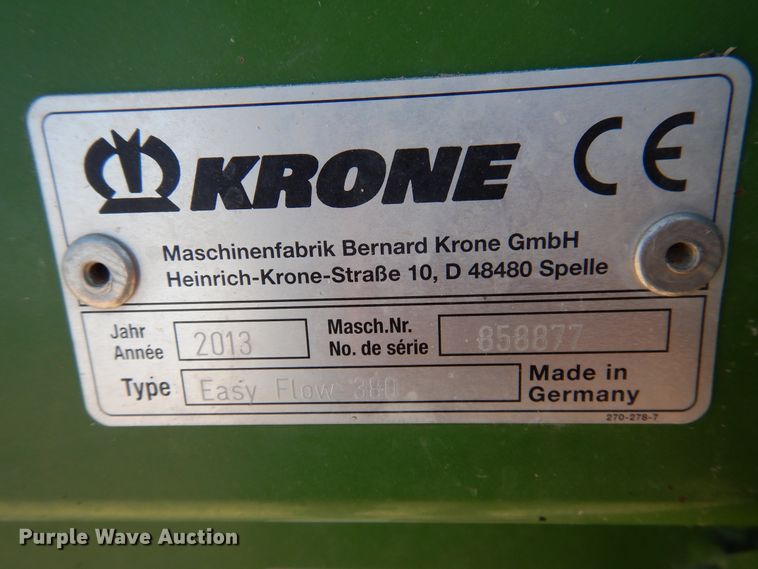 KRONE CE
Maschinenfabrik Bernard Krone GmbH
Heinrich-Krone-Straße 10, D 48480 Spelle
Jahr
Année
2013
Masch.Nr.
No. de série
858877
Type
Easy Flow 380
Made in
Germany
270-278-7
Purple Wave Auction